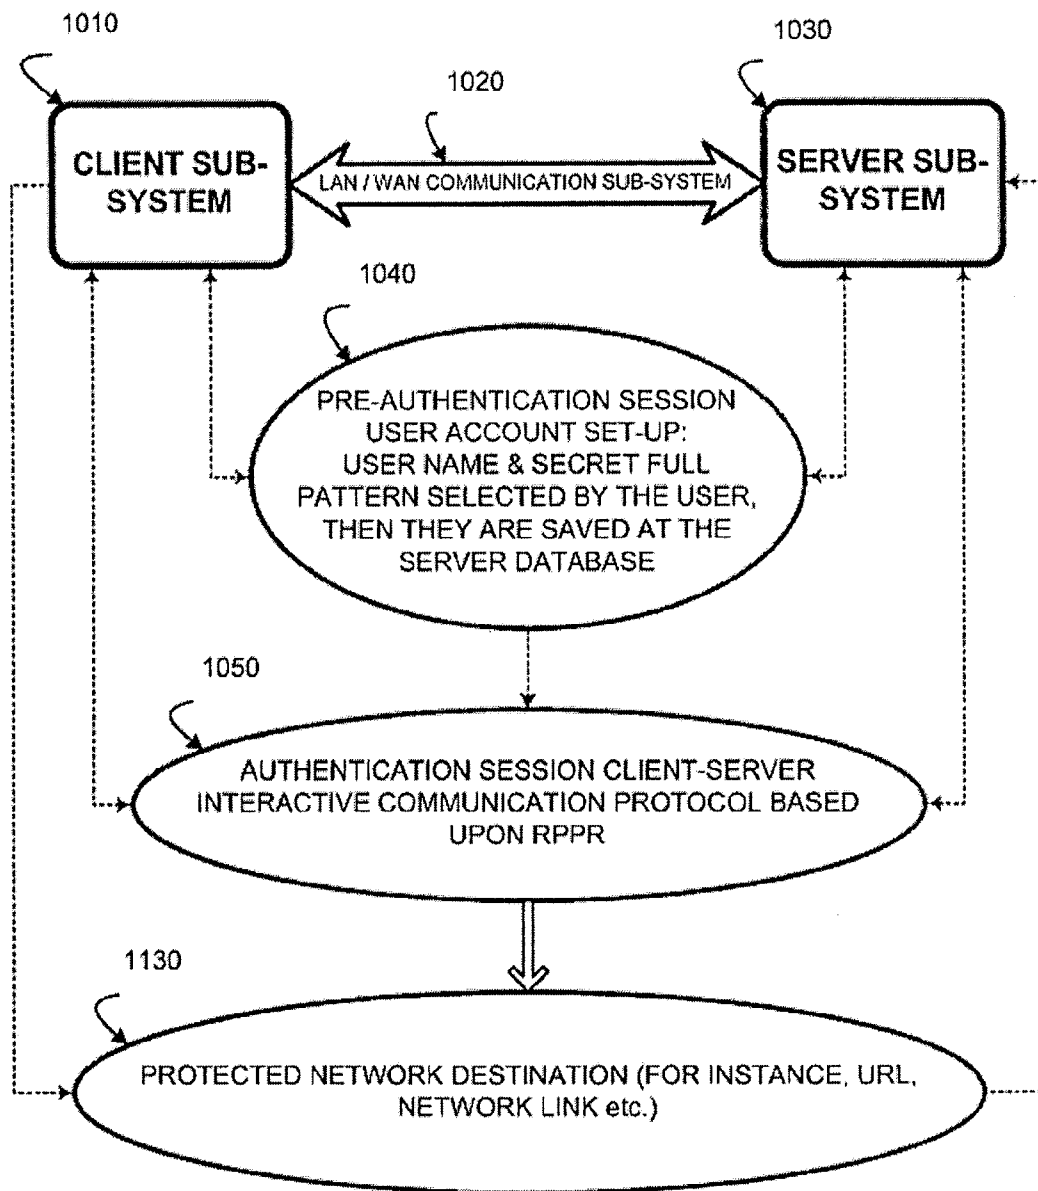 1010
1030
1020
CLIENT SUB-
SYSTEM
LAN / WAN COMMUNICATION SUB-SYSTEM
SERVER SUB-
SYSTEM
1040
PRE-AUTHENTICATION SESSION
USER ACCOUNT SET-UP:
USER NAME & SECRET FULL
PATTERN SELECTED BY THE USER,
THEN THEY ARE SAVED AT THE
SERVER DATABASE
1050
AUTHENTICATION SESSION CLIENT-SERVER
INTERACTIVE COMMUNICATION PROTOCOL BASED
UPON RPPR
1130
PROTECTED NETWORK DESTINATION (FOR INSTANCE, URL,
NETWORK LINK etc.)